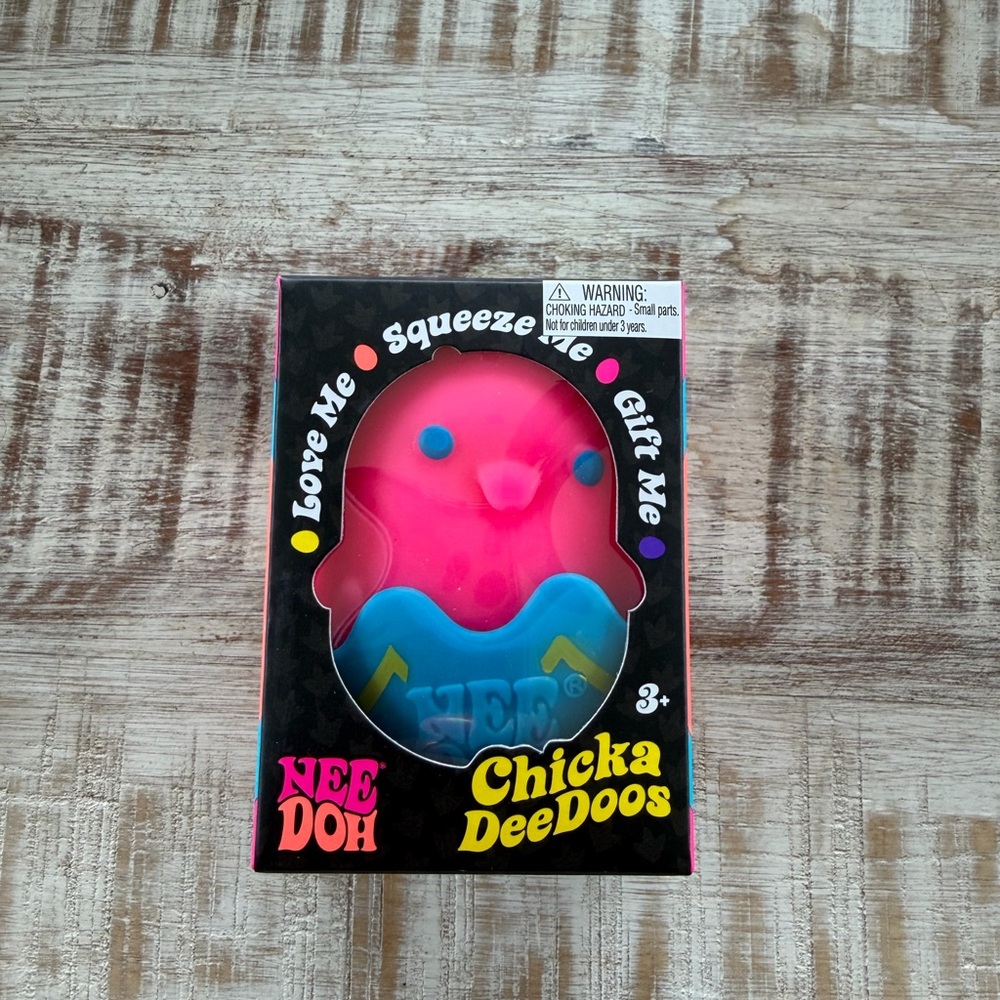 WARNING:
CHOKING HAZARD - Small parts.
Not for children under 3 years.
Love Me
Squeeze Me
Gift Me
NEE®
3+
NEE
DOH
Chicka
DeeDoos